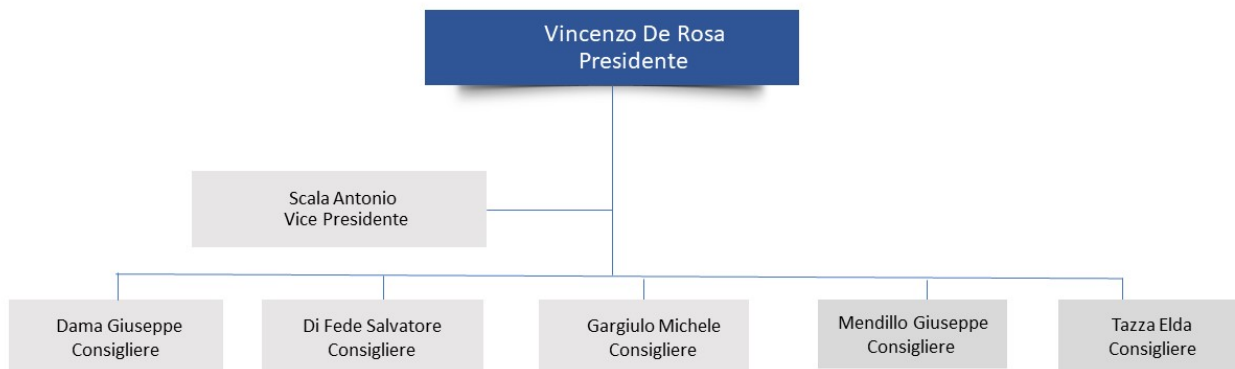 Vincenzo De Rosa
Presidente
Scala Antonio
Vice Presidente
Dama Giuseppe
Consigliere
Di Fede Salvatore
Consigliere
Gargiulo Michele
Consigliere
Mendillo Giuseppe
Consigliere
Tazza Elda
Consigliere